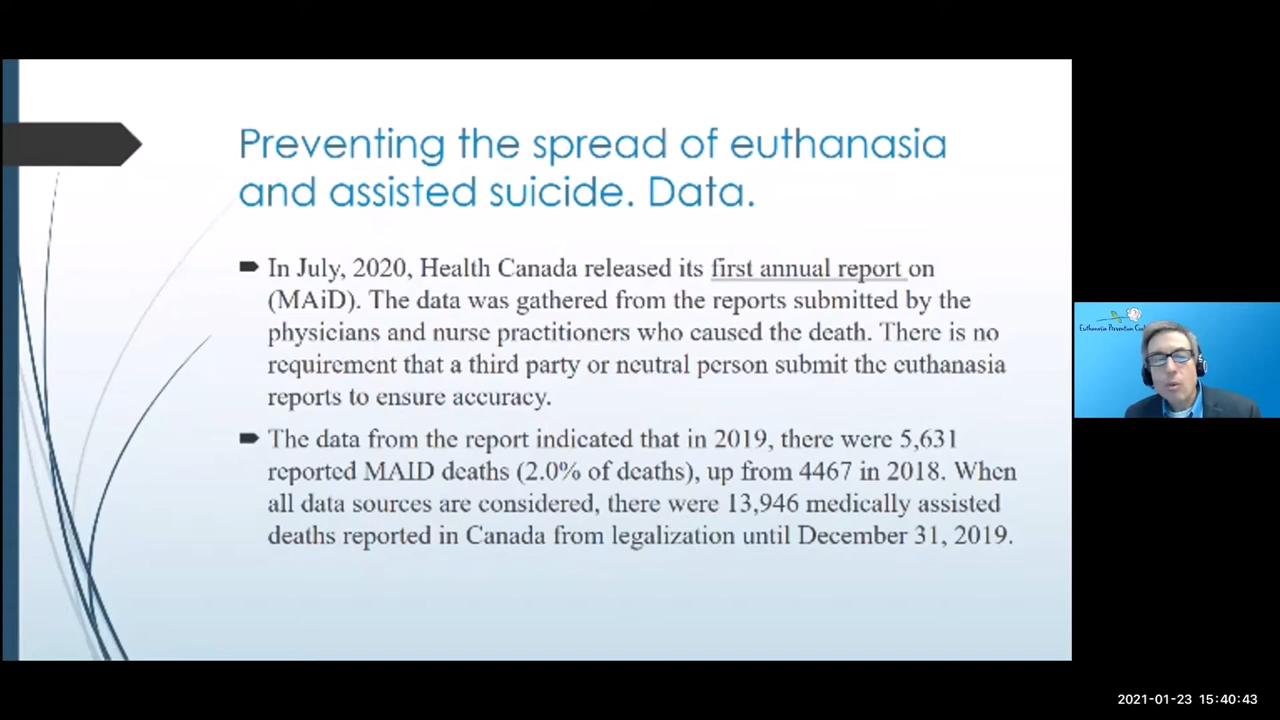 Preventing the spread of euthanasia
and assisted suicide. Data.
In July, 2020, Health Canada released its first annual report on
(MAiD). The data was gathered from the reports submitted by the
physicians and nurse practitioners who caused the death. There is no
requirement that a third party or neutral person submit the euthanasia
reports to ensure accuracy.
The data from the report indicated that in 2019, there were 5,631
reported MAID deaths (2.0% of deaths), up from 4467 in 2018. When
all data sources are considered, there were 13,946 medically assisted
deaths reported in Canada from legalization until December 31, 2019.
Euthanasia Prevention
2021-01-23 15:40:43